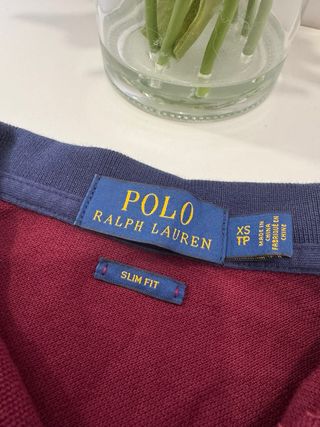 POLO
RALPH LAUREN
XS
TP
MADE IN
CHINA
FABRIQUÉ EN
CHINE
SLIM FIT